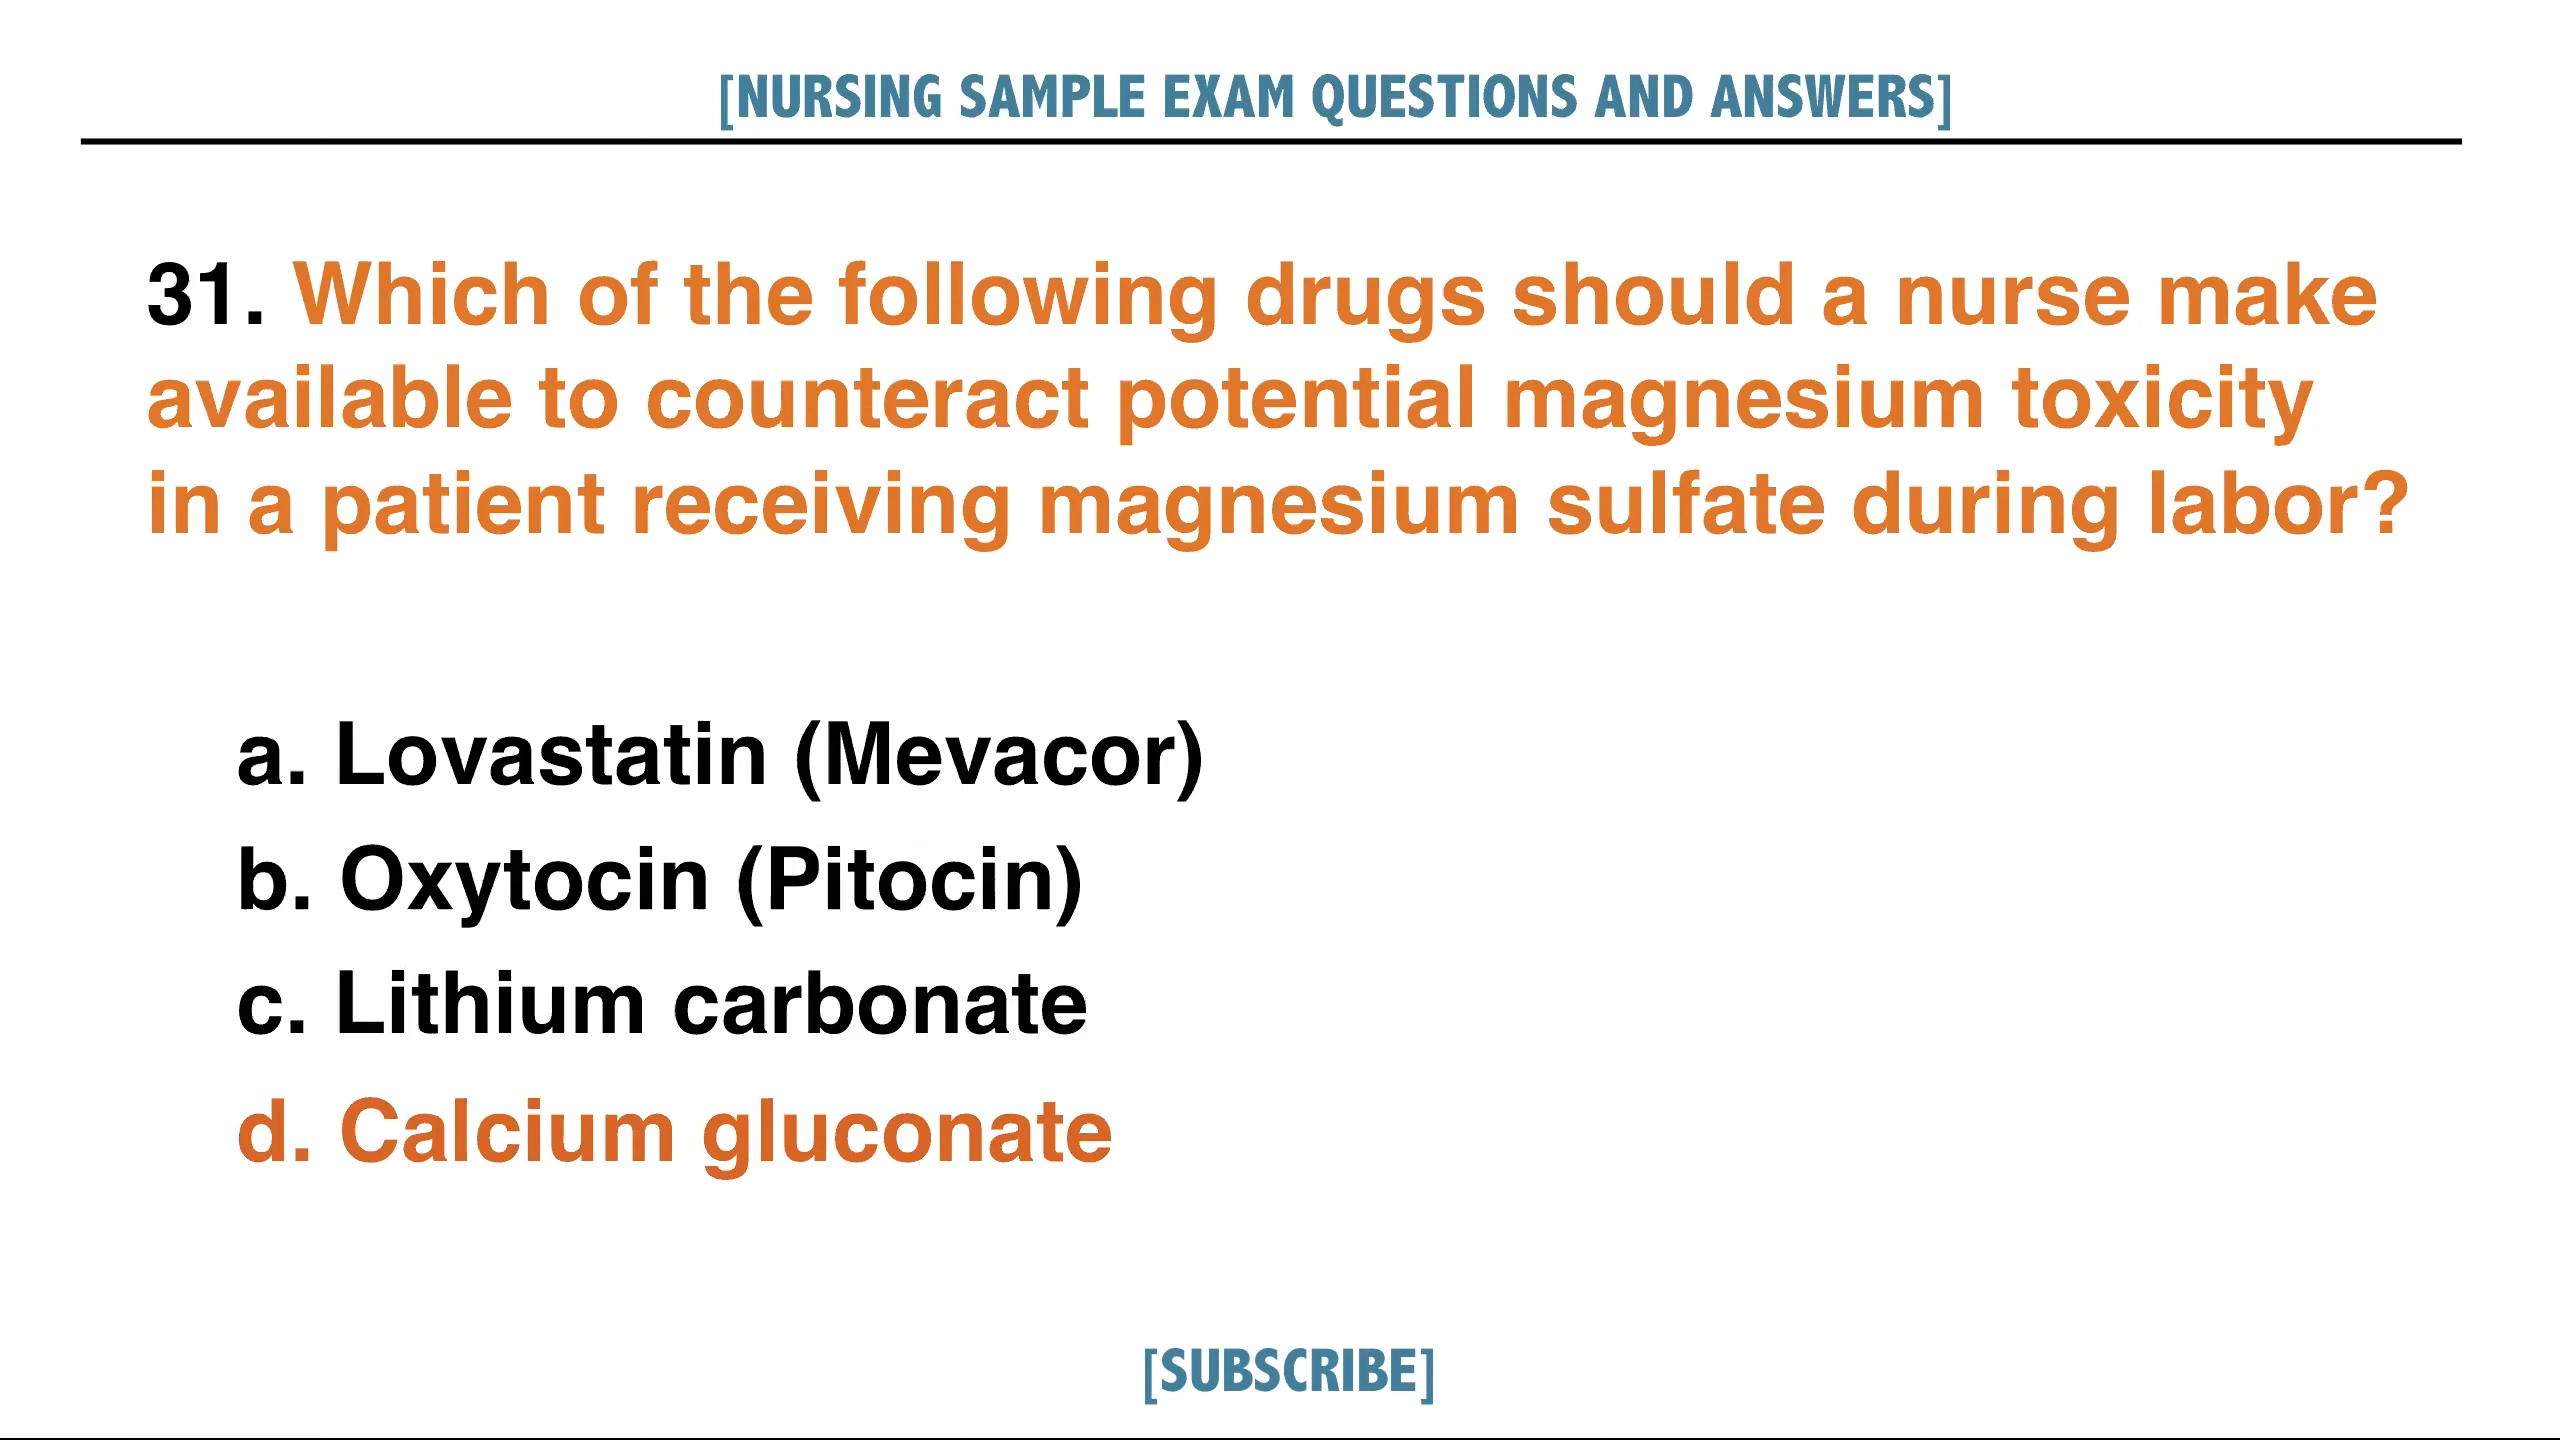 [NURSING SAMPLE EXAM QUESTIONS AND ANSWERS]
31. Which of the following drugs should a nurse make
available to counteract potential magnesium toxicity
in a patient receiving magnesium sulfate during labor?
a. Lovastatin (Mevacor)
b. Oxytocin (Pitocin)
c. Lithium carbonate
d. Calcium gluconate
[SUBSCRIBE]